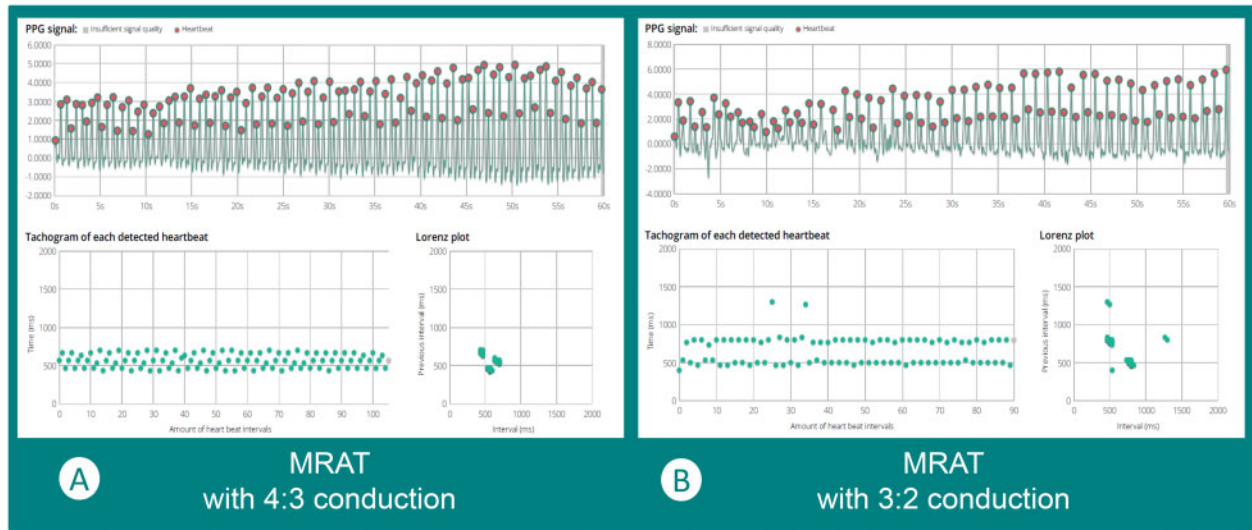 PPG signal: Insufficient signal quality Heartbeat
6.0000
5.0000
4.0000
3.0000
2.0000
1.0000
0.0000
-1.0000
-2.0000
0s 5s 10s 15s 20s 25s 30s 35s 40s 45s 50s 55s 60s
Tachogram of each detected heartbeat
Time (ms)
2000
1500
1000
500
0
0 10 20 30 40 50 60 70 80 90 100
Amount of heart beat intervals
Lorenz plot
Previous interval (ms)
2000
1500
1000
500
0
0 500 1000 1500 2000
Interval (ms)
A
MRAT
with 4:3 conduction
PPG signal: Insufficient signal quality Heartbeat
8.0000
6.0000
4.0000
2.0000
0.0000
-2.0000
-4.0000
0s 5s 10s 15s 20s 25s 30s 35s 40s 45s 50s 55s 60s
Tachogram of each detected heartbeat
Time (ms)
2000
1500
1000
500
0
0 10 20 30 40 50 60 70 80 90
Amount of heart beat intervals
Lorenz plot
Previous interval (ms)
2000
1500
1000
500
0
0 500 1000 1500 2000
Interval (ms)
B
MRAT
with 3:2 conduction